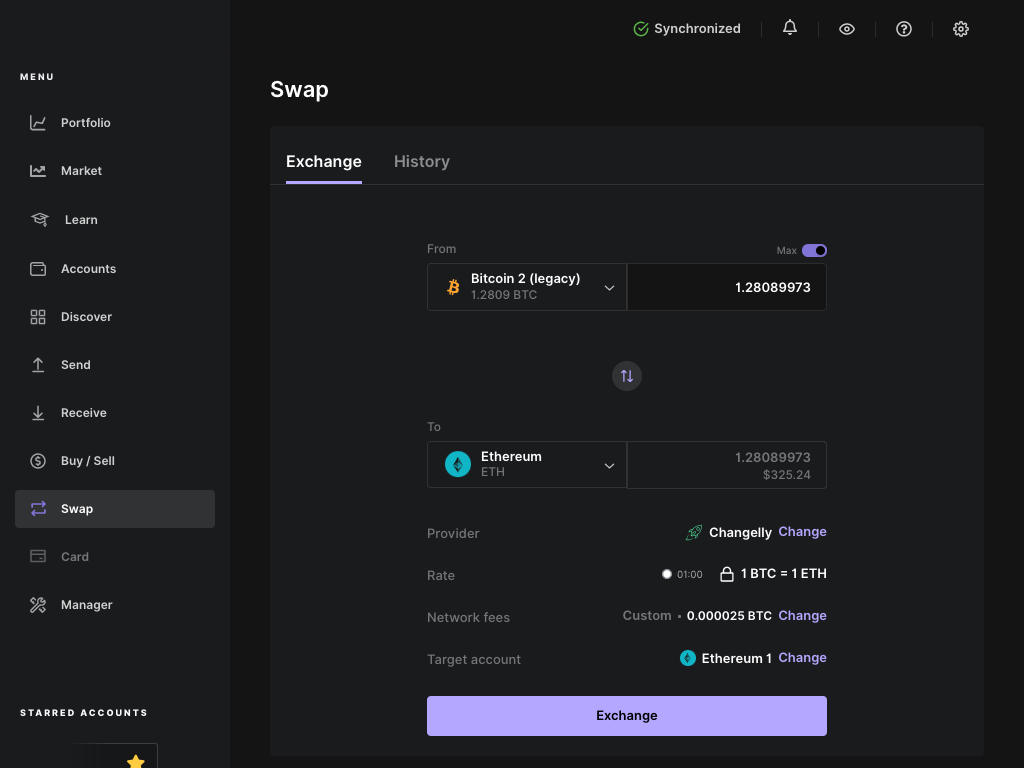 Synchronized
MENU
Portfolio
Market
Learn
Accounts
Discover
Send
Receive
Buy / Sell
Swap
Card
Manager
STARRED ACCOUNTS
Swap
Exchange
History
From
Max
Bitcoin 2 (legacy)
1.2809 BTC
1.28089973
To
Ethereum
ETH
1.28089973
$325.24
Provider
Changelly Change
Rate
01:00 1 BTC = 1 ETH
Network fees
Custom • 0.000025 BTC Change
Target account
Ethereum 1 Change
Exchange